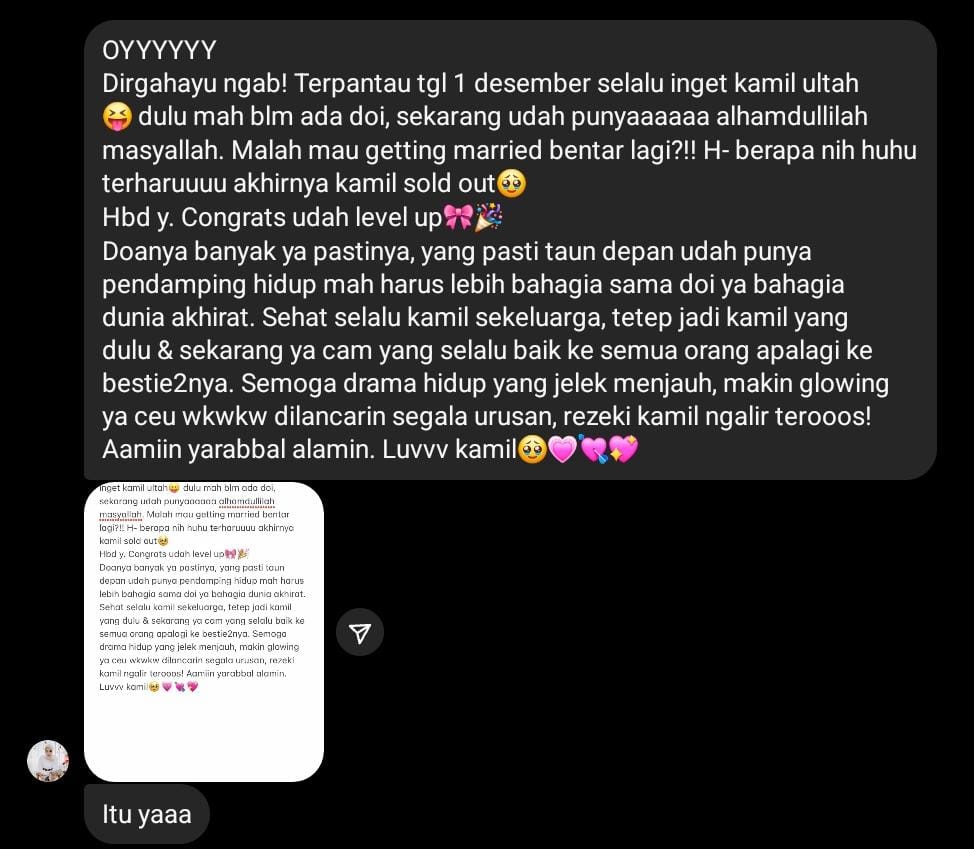 OYYYYYY
Dirgahayu ngab! Terpantau tgl 1 desember selalu inget kamil ultah
😝 dulu mah blm ada doi, sekarang udah punyaaaaaa alhamdullilah
masyallah. Malah mau getting married bentar lagi?!! H- berapa nih huhu
terharuuuu akhirnya kamil sold out🥹
Hbd y. Congrats udah level up🎀🎉
Doanya banyak ya pastinya, yang pasti taun depan udah punya
pendamping hidup mah harus lebih bahagia sama doi ya bahagia
dunia akhirat. Sehat selalu kamil sekeluarga, tetep jadi kamil yang
dulu & sekarang ya cam yang selalu baik ke semua orang apalagi ke
bestie2nya. Semoga drama hidup yang jelek menjauh, makin glowing
ya ceu wkwkw dilancarin segala urusan, rezeki kamil ngalir terooos!
Aamiin yarabbal alamin. Luvvv kamil🥹💗💘💖
inget kamil ultah😝 dulu mah blm ada doi,
sekarang udah punyaaaaaa alhamdullilah
masyallah. Malah mau getting married bentar
lagi?!! H- berapa nih huhu terharuuuu akhirnya
kamil sold out🥹
Hbd y. Congrats udah level up🎀🎉
Doanya banyak ya pastinya, yang pasti taun
depan udah punya pendamping hidup mah harus
lebih bahagia sama doi ya bahagia dunia akhirat.
Sehat selalu kamil sekeluarga, tetep jadi kamil
yang dulu & sekarang ya cam yang selalu baik ke
semua orang apalagi ke bestie2nya. Semoga
drama hidup yang jelek menjauh, makin glowing
ya ceu wkwkw dilancarin segala urusan, rezeki
kamil ngalir terooos! Aamiin yarabbal alamin.
Luvvv kamil🥹💗💘💖
Itu yaaa